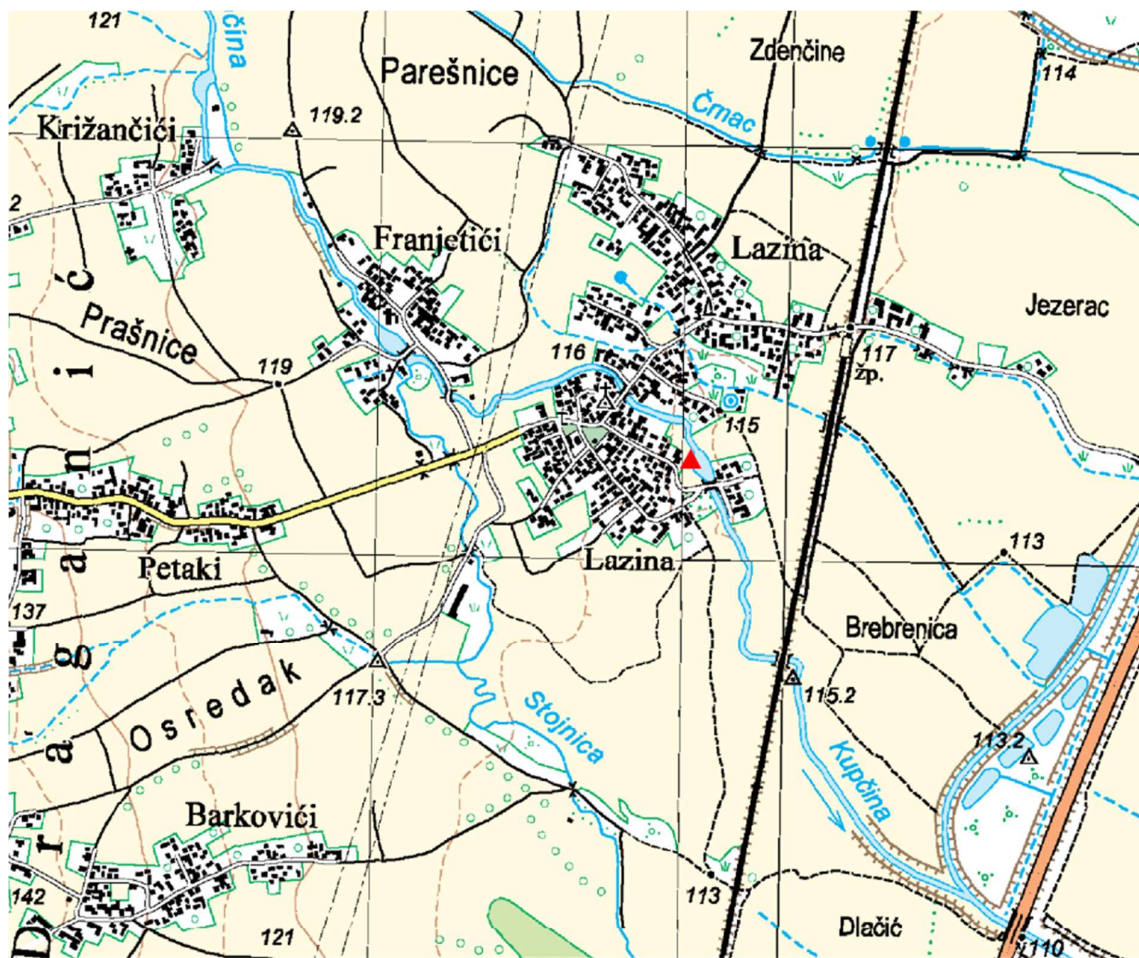 121
čina
Parešnice
Zdenčine
114
Črnac
Križančići
119.2
2
Franjetići
Lazina
Jezerac
Prašnice
119
116
117
žp.
115
Petaki
Lazina
113
137
Brebrenica
Osredak
117.3
Stojnica
115.2
113.2
Kupčina
Barkovići
142
121
113
Dlačić
110
Draganići